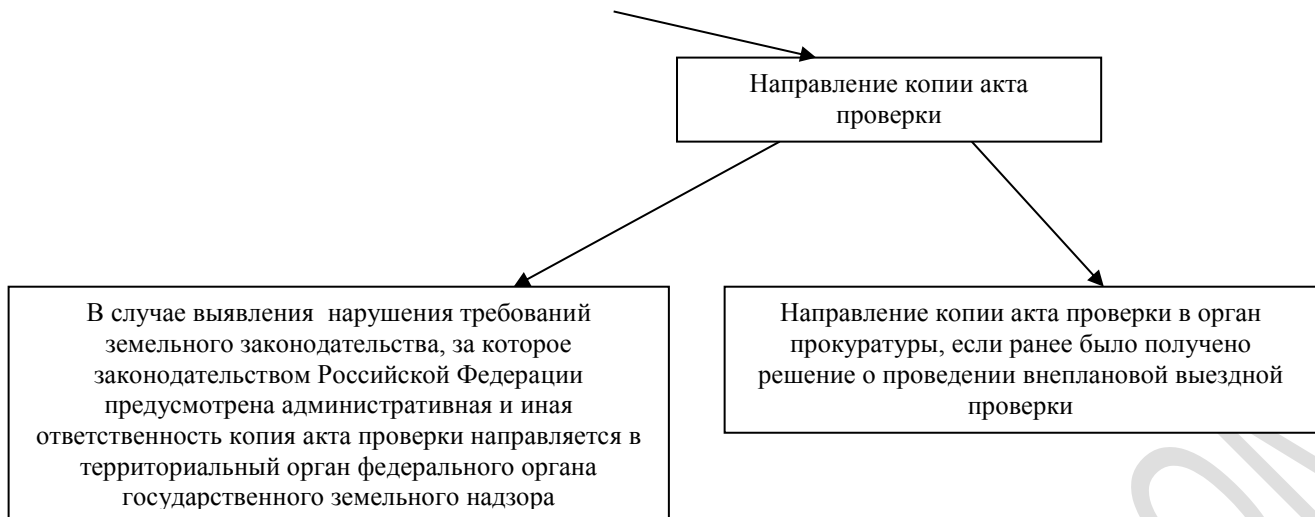 Направление копии акта
проверки
В случае выявления  нарушения требований
земельного законодательства, за которое
законодательством Российской Федерации
предусмотрена административная и иная
ответственность копия акта проверки направляется в
территориальный орган федерального органа
государственного земельного надзора
Направление копии акта проверки в орган
прокуратуры, если ранее было получено
решение о проведении внеплановой выездной
проверки